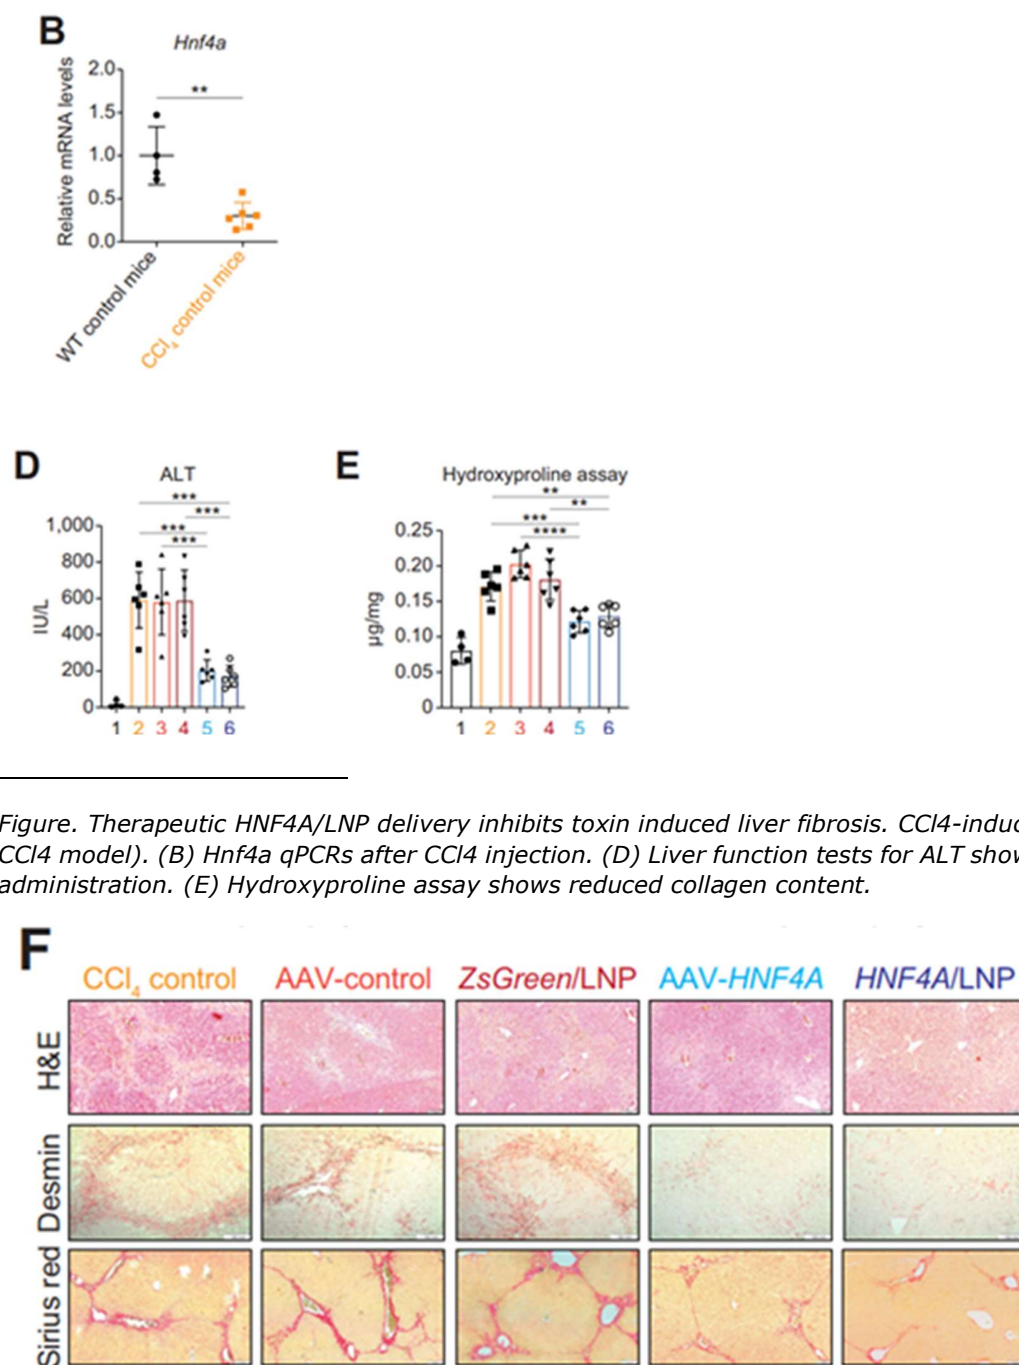 B
Hnf4a
Relative mRNA levels
2.0
1.5
1.0
0.5
0.0
**
WT control mice
CCl4 control mice
D
ALT
IU/L
1,000
800
600
400
200
0
***
***
***
***
1 2 3 4 5 6
E
Hydroxyproline assay
µg/mg
0.25
0.20
0.15
0.10
0.05
0
**
**
***
****
1 2 3 4 5 6
Figure. Therapeutic HNF4A/LNP delivery inhibits toxin induced liver fibrosis. CCl4-induc
CCl4 model). (B) Hnf4a qPCRs after CCl4 injection. (D) Liver function tests for ALT show
administration. (E) Hydroxyproline assay shows reduced collagen content.
F
CCl4 control AAV-control ZsGreen/LNP AAV-HNF4A HNF4A/LNP
H&E
Desmin
Sirius red